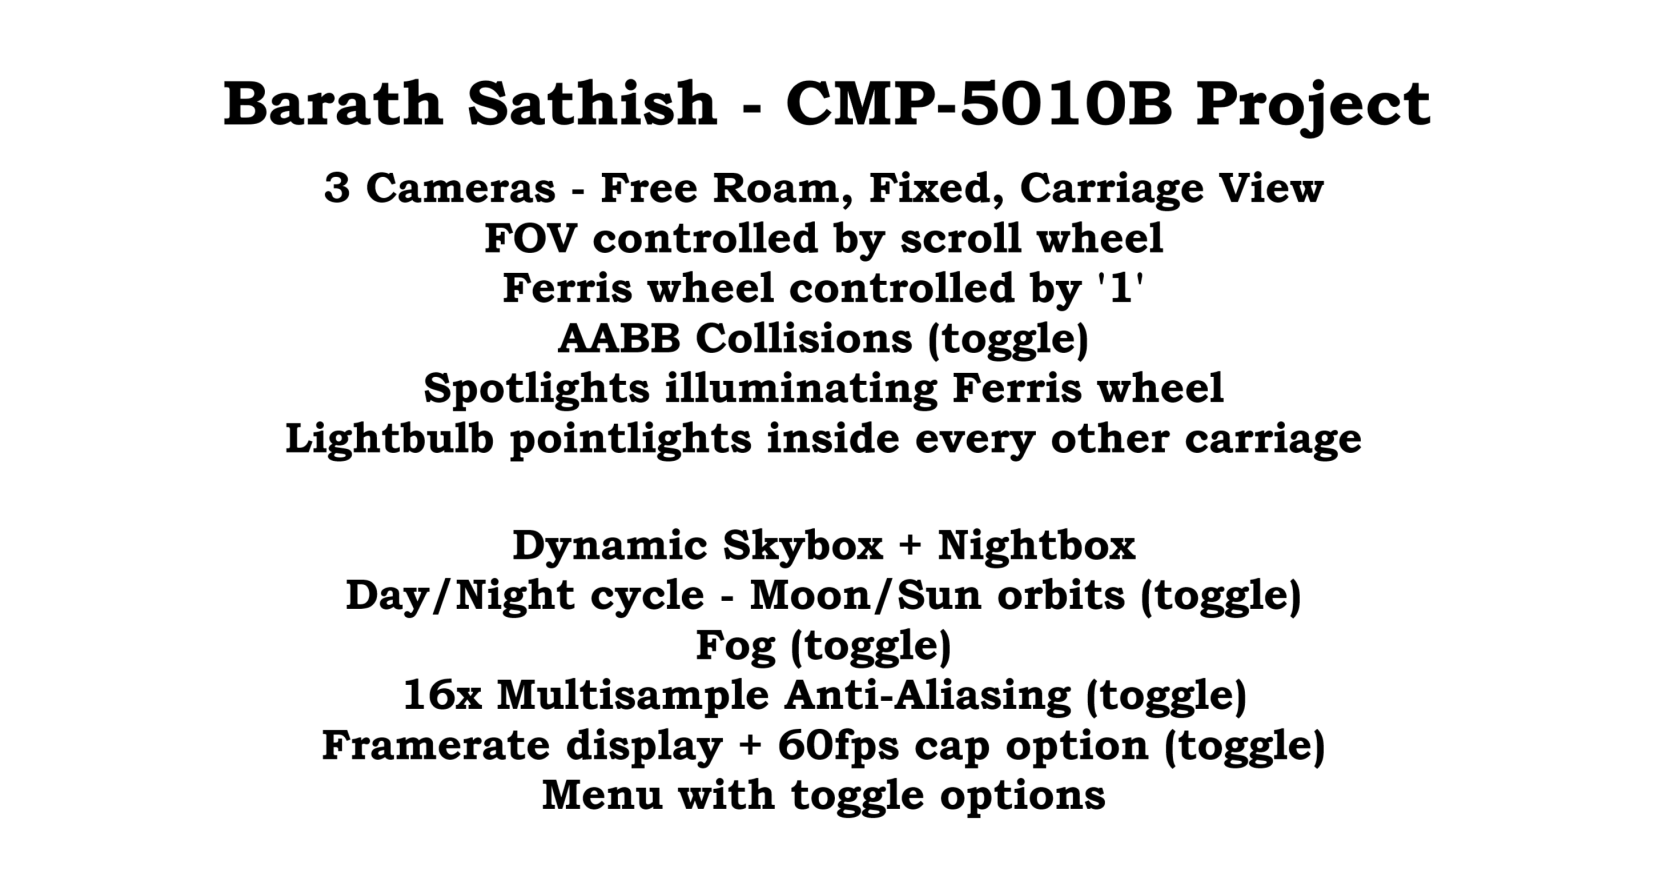 Barath Sathish - CMP-5010B Project
3 Cameras - Free Roam, Fixed, Carriage View
FOV controlled by scroll wheel
Ferris wheel controlled by '1'
AABB Collisions (toggle)
Spotlights illuminating Ferris wheel
Lightbulb pointlights inside every other carriage
Dynamic Skybox + Nightbox
Day/Night cycle - Moon/Sun orbits (toggle)
Fog (toggle)
16x Multisample Anti-Aliasing (toggle)
Framerate display + 60fps cap option (toggle)
Menu with toggle options